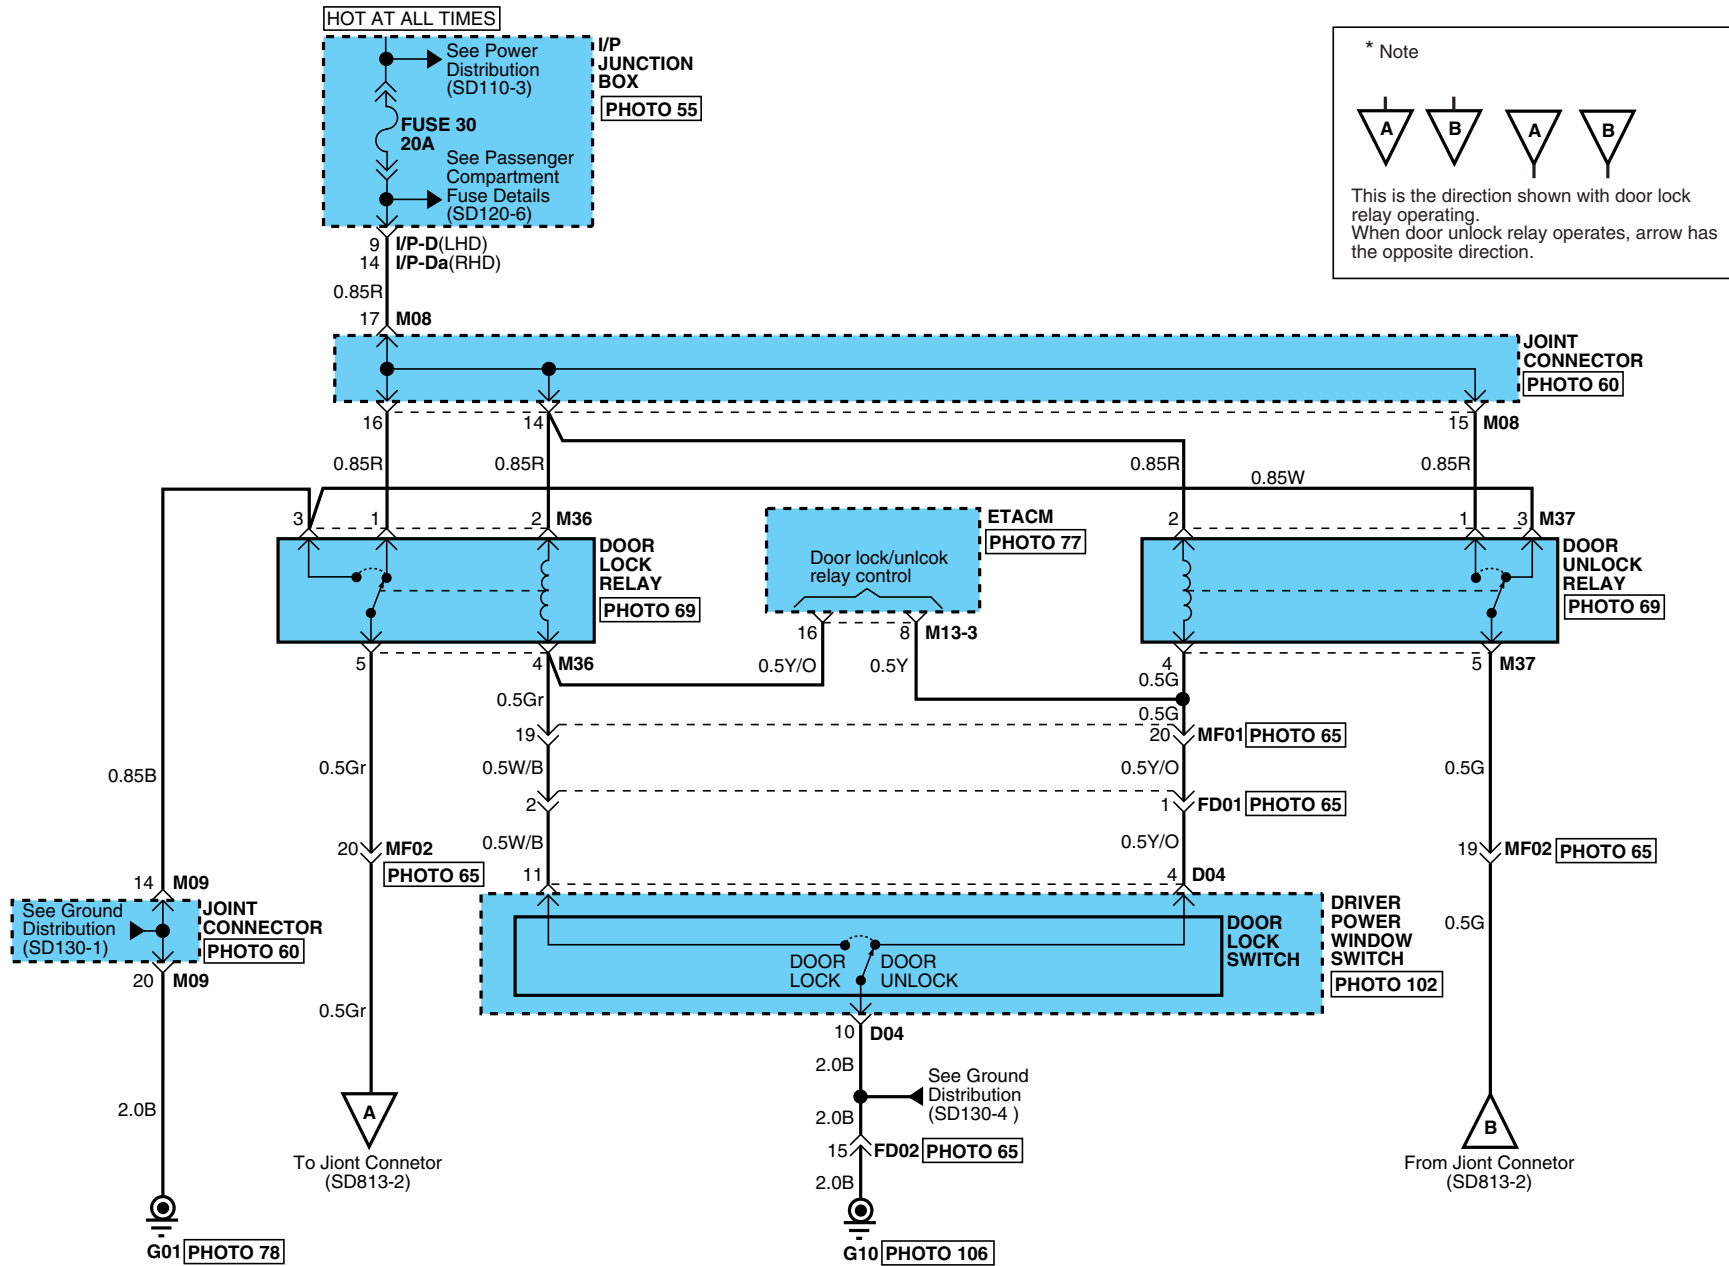 HOT AT ALL TIMES
See Power
Distribution
(SD110-3)
FUSE 30
20A
See Passenger
Compartment
Fuse Details
(SD120-6)
I/P
JUNCTION
BOX
PHOTO 55
* Note
A
B
A
B
This is the direction shown with door lock
relay operating.
When door unlock relay operates, arrow has
the opposite direction.
9 I/P-D(LHD)
14 I/P-Da(RHD)
0.85R
17 M08
JOINT
CONNECTOR
PHOTO 60
16
14
15 M08
0.85R
0.85R
0.85R
0.85R
0.85W
3
1
2 M36
DOOR
LOCK
RELAY
PHOTO 69
ETACM
PHOTO 77
Door lock/unlcok
relay control
2
1
3 M37
DOOR
UNLOCK
RELAY
PHOTO 69
5
4 M36
16
8 M13-3
4
5 M37
0.5Y/O
0.5Y
0.5G
0.5Gr
0.5G
19
20 MF01 PHOTO 65
0.85B
0.5Gr
0.5W/B
0.5Y/O
0.5G
2
1 FD01 PHOTO 65
0.5W/B
0.5Y/O
20 MF02
PHOTO 65
19 MF02 PHOTO 65
11
4 D04
14 M09
See Ground
Distribution
(SD130-1)
JOINT
CONNECTOR
PHOTO 60
20 M09
DOOR
LOCK
DOOR
UNLOCK
DOOR
LOCK
SWITCH
DRIVER
POWER
WINDOW
SWITCH
PHOTO 102
0.5G
0.5Gr
10 D04
2.0B
See Ground
Distribution
(SD130-4 )
2.0B
2.0B
15 FD02 PHOTO 65
2.0B
A
To Jiont Connetor
(SD813-2)
B
From Jiont Connetor
(SD813-2)
G01 PHOTO 78
G10 PHOTO 106